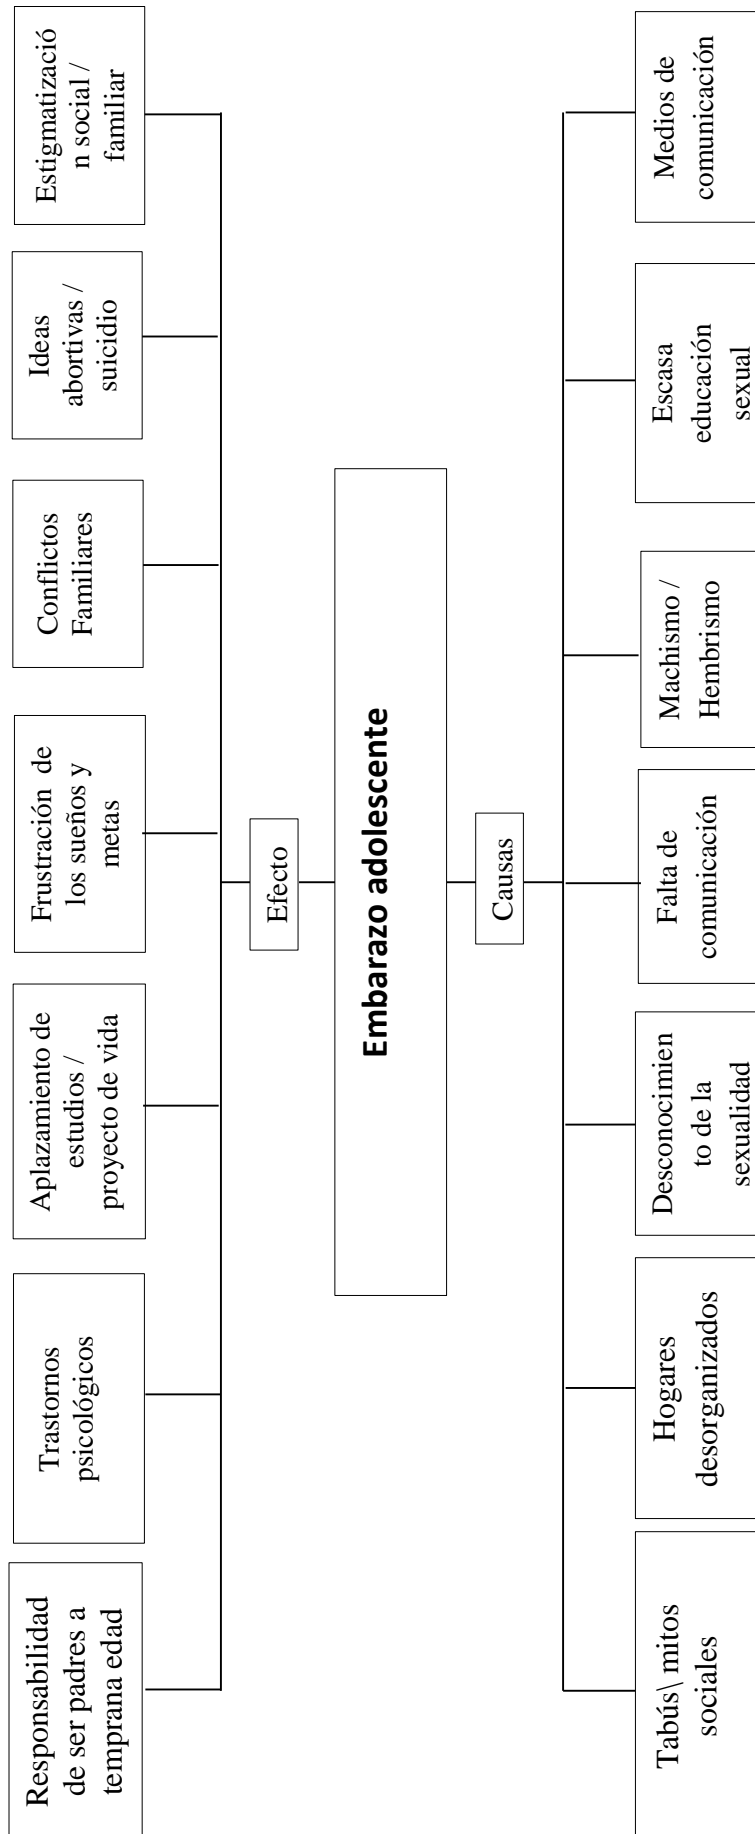 Responsabilidad
de ser padres a
temprana edad
Trastornos
psicológicos
Aplazamiento de
estudios /
proyecto de vida
Frustración de
los sueños y
metas
Conflictos
Familiares
Ideas
abortivas /
suicidio
Estigmatizació
n social /
familiar
Efecto
Embarazo adolescente
Causas
Tabús\ mitos
sociales
Hogares
desorganizados
Desconocimien
to de la
sexualidad
Falta de
comunicación
Machismo /
Hembrismo
Escasa
educación
sexual
Medios de
comunicación